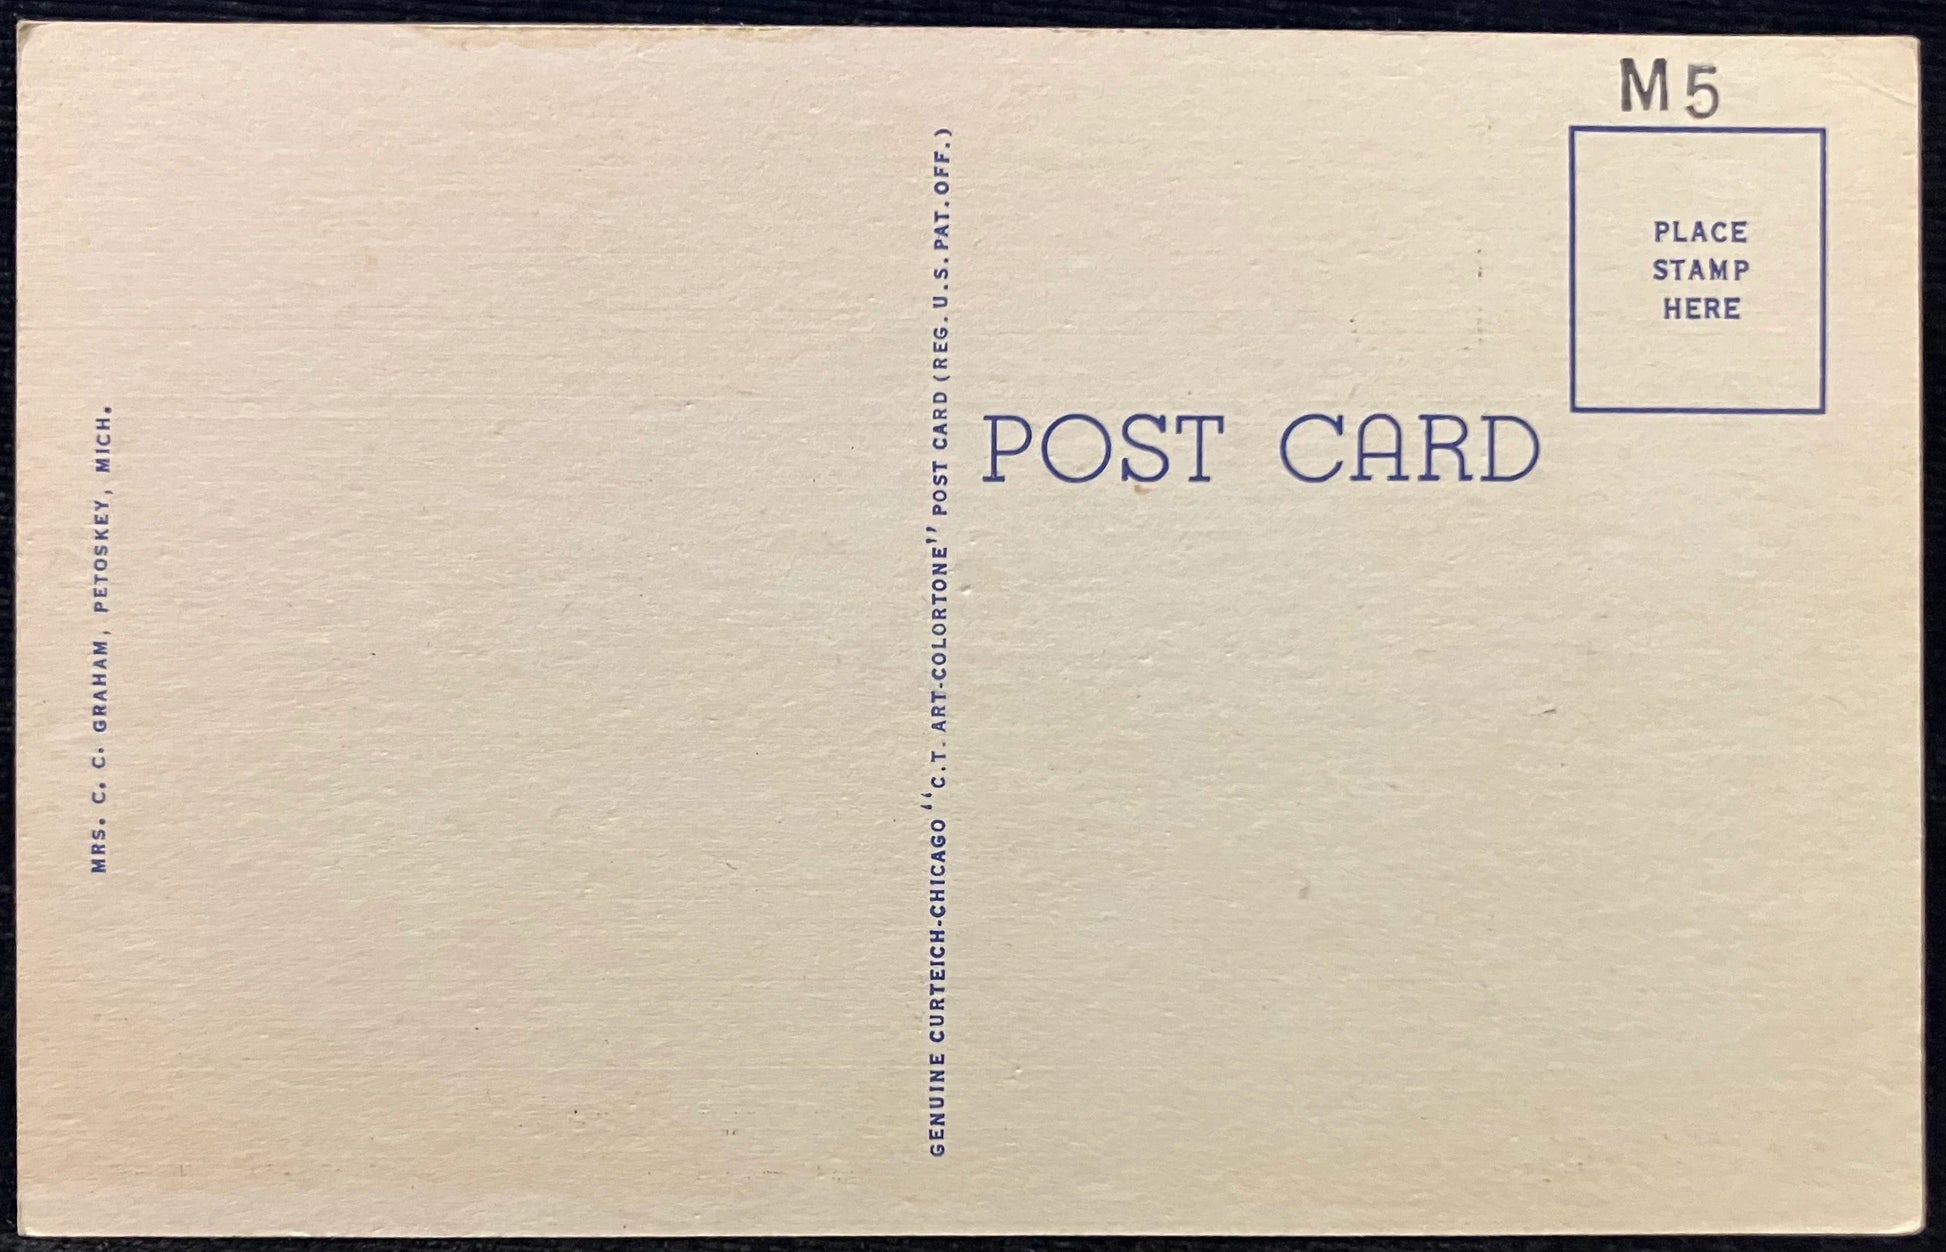 MRS. C. C. GRAHAM, PETOSKEY, MICH.
GENUINE CURTEICH-CHICAGO "C.T. ART-COLORTONE" POST CARD (REG. U.S. PAT. OFF.)
M5
PLACE
STAMP
HERE
POST CARD